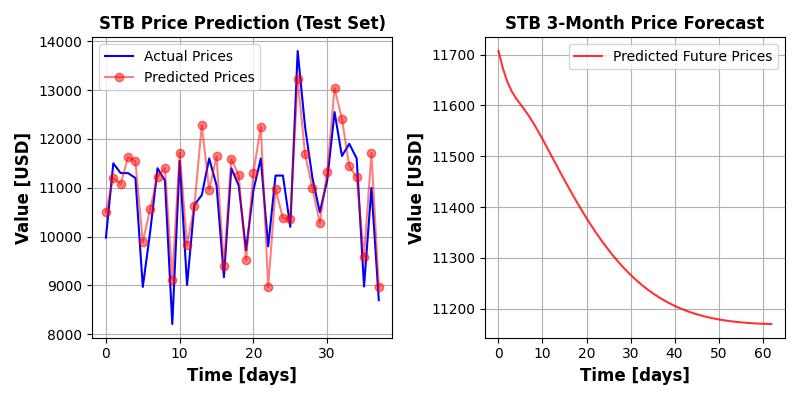 STB Price Prediction (Test Set)
Actual Prices
Predicted Prices
14000
13000
12000
11000
10000
9000
8000
Value [USD]
0 10 20 30
Time [days]
STB 3-Month Price Forecast
Predicted Future Prices
11700
11600
11500
11400
11300
11200
Value [USD]
0 10 20 30 40 50 60
Time [days]